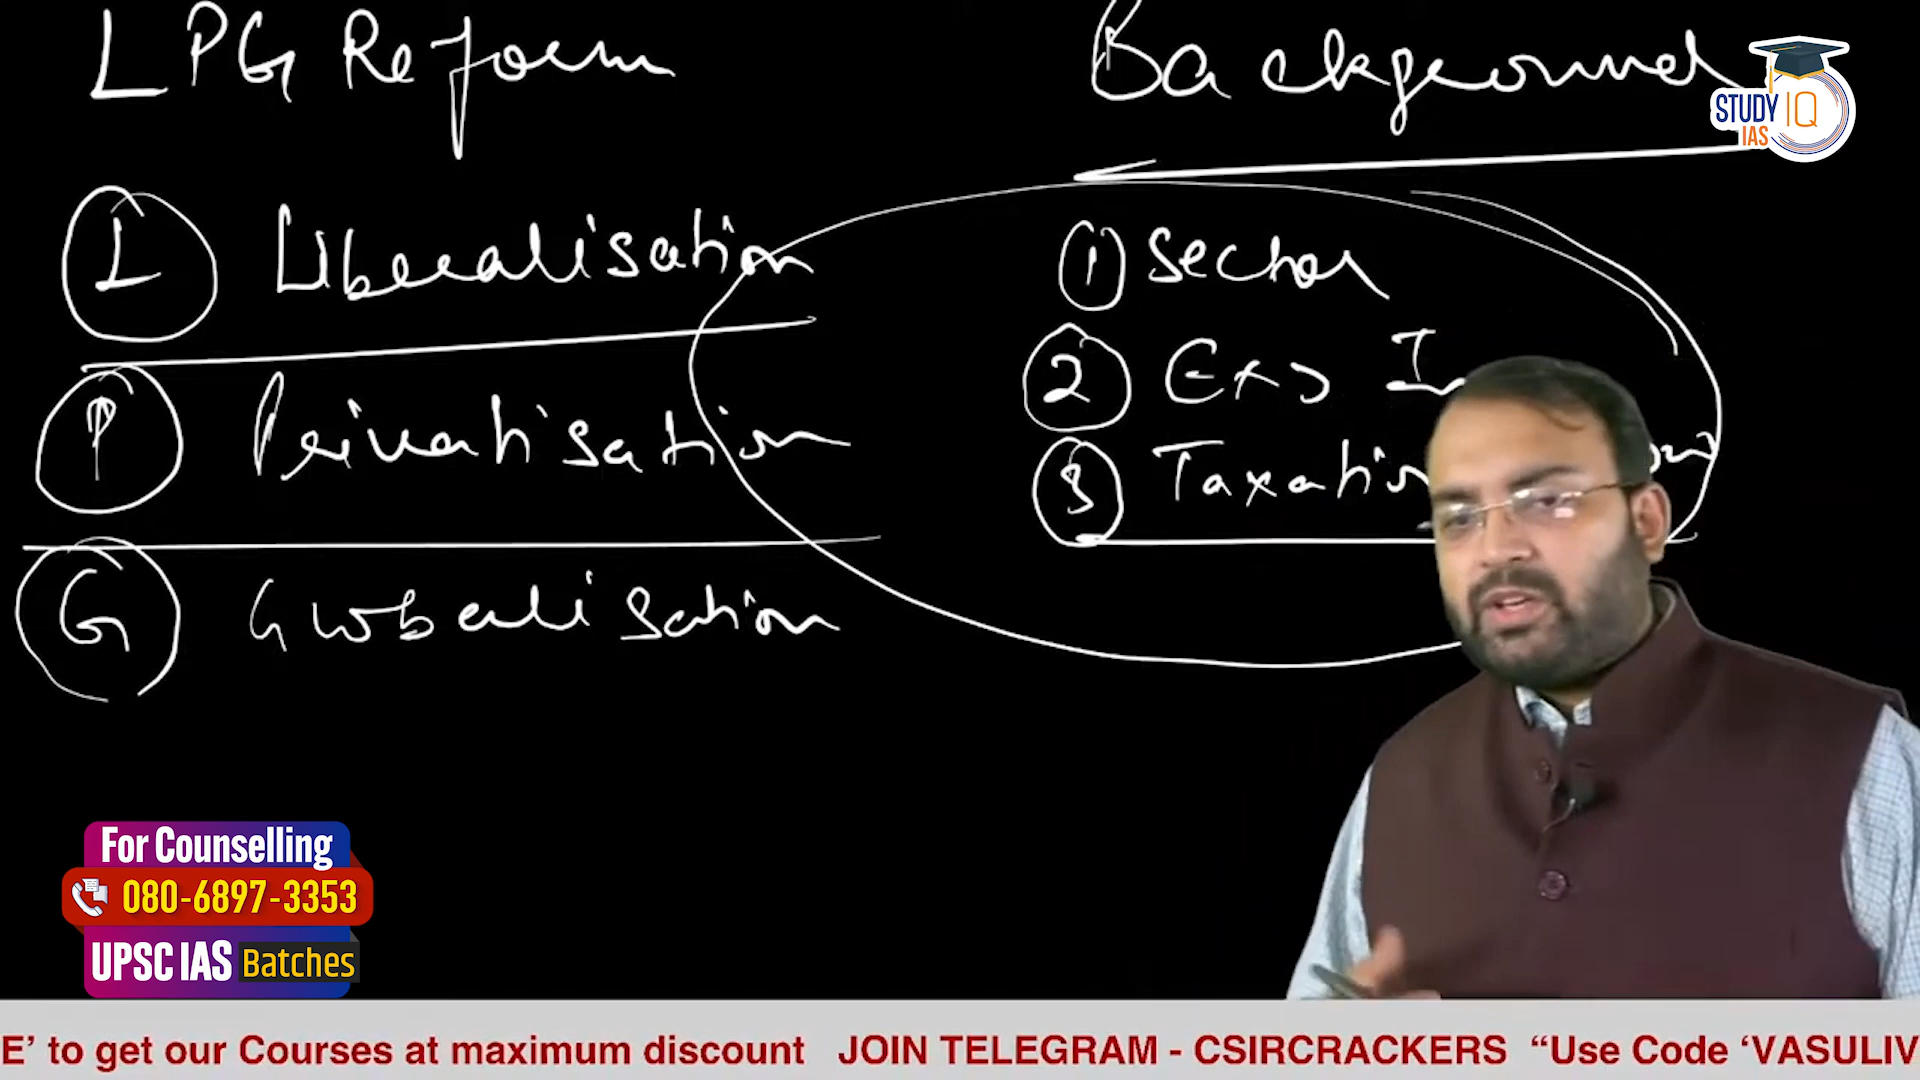 LPG Reform
Background
STUDY IQ
IAS
L Liberalisation
P Privatisation
G Globalisation
1 Sector
2 Ex >
3 Taxation
For Counselling
080-6897-3353
UPSC IAS Batches
E’ to get our Courses at maximum discount JOIN TELEGRAM - CSIRCRACKERS “Use Code ‘VASULIV